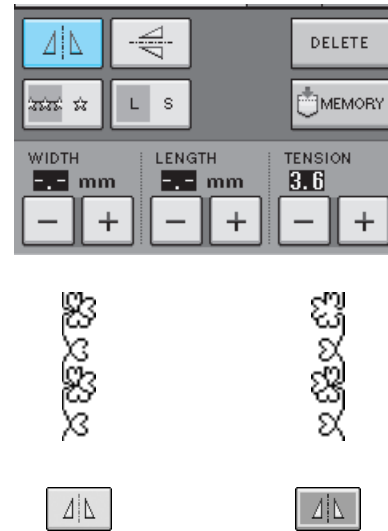 DELETE
L S
MEMORY
WIDTH LENGTH TENSION
-.- mm -.- mm 3.6
- + - + - +